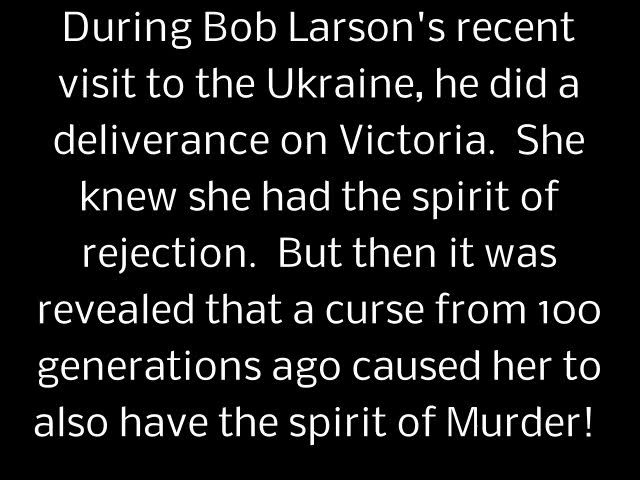 During Bob Larson's recent
visit to the Ukraine, he did a
deliverance on Victoria.  She
knew she had the spirit of
rejection.  But then it was
revealed that a curse from 100
generations ago caused her to
also have the spirit of Murder!